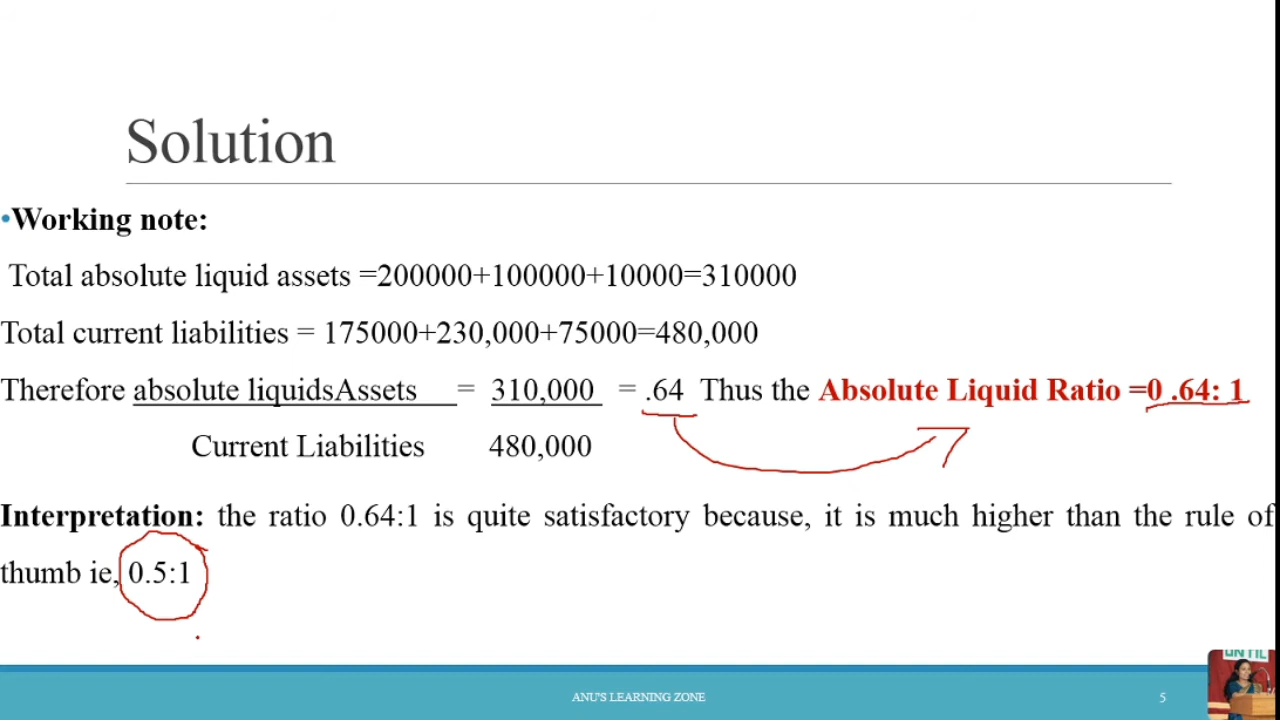 Solution
•Working note:
Total absolute liquid assets =200000+100000+10000=310000
Total current liabilities = 175000+230,000+75000=480,000
Therefore absolute liquidsAssets = 310,000 = .64 Thus the Absolute Liquid Ratio =0 .64: 1
Current Liabilities 480,000
Interpretation: the ratio 0.64:1 is quite satisfactory because, it is much higher than the rule of
thumb ie, 0.5:1
ANU'S LEARNING ZONE
5